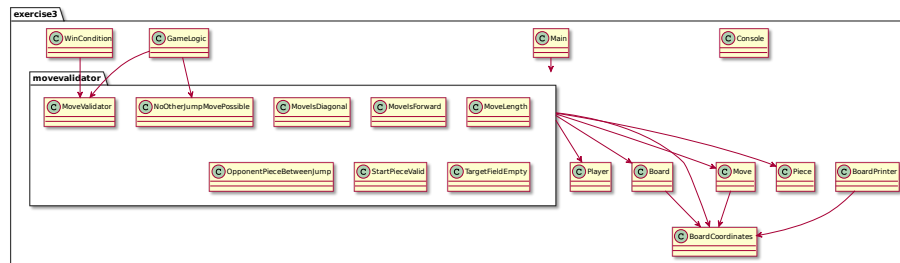 exercise3
C WinCondition
C GameLogic
C Main
C Console
movevalidator
C MoveValidator
C NoOtherJumpMovePossible
C MoveIsDiagonal
C MoveIsForward
C MoveLength
C OpponentPieceBetweenJump
C StartPieceValid
C TargetFieldEmpty
C Player
C Board
C Move
C Piece
C BoardPrinter
C BoardCoordinates